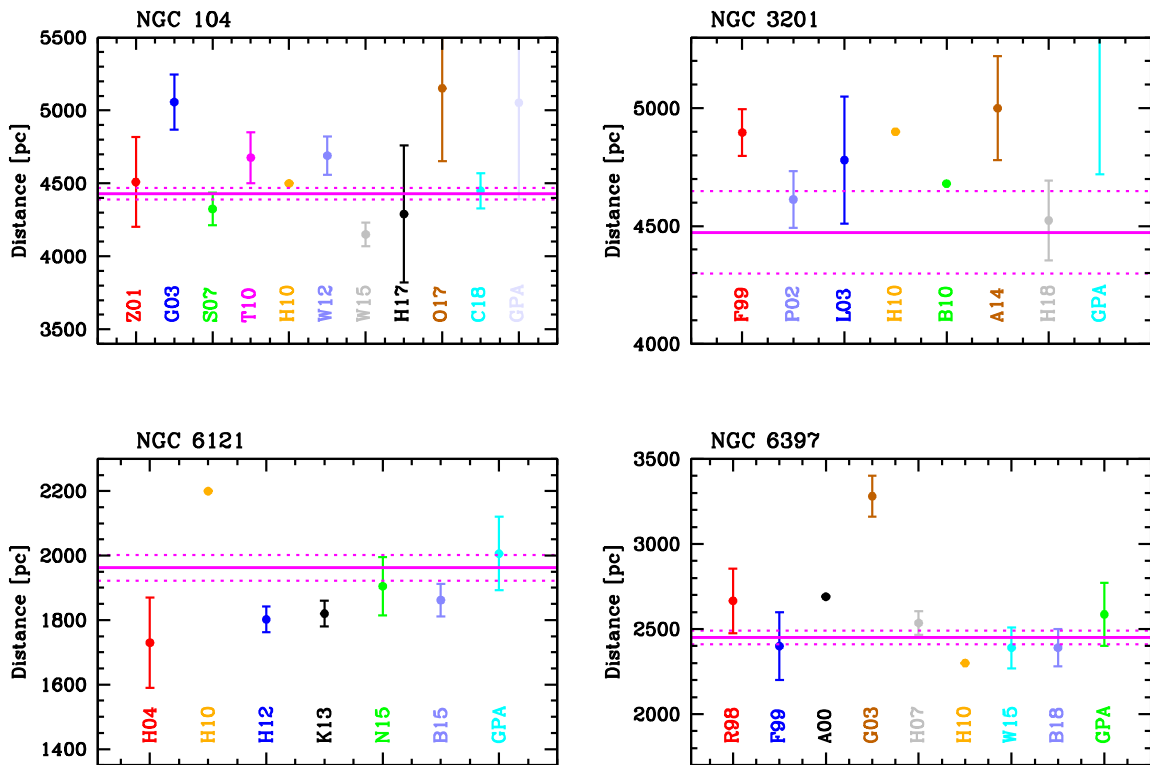 NGC 104
5500
5000
4500
4000
3500
Distance [pc]
Z01 G03 S07 T10 H10 W12 W15 H17 O17 C18 GPA
NGC 3201
5000
4500
4000
Distance [pc]
F99 P02 L03 H10 B10 A14 H18 GPA
NGC 6121
2200
2000
1800
1600
1400
Distance [pc]
H04 H10 H12 K13 N15 B15 GPA
NGC 6397
3500
3000
2500
2000
Distance [pc]
R98 F99 A00 G03 H07 H10 W15 B18 GPA